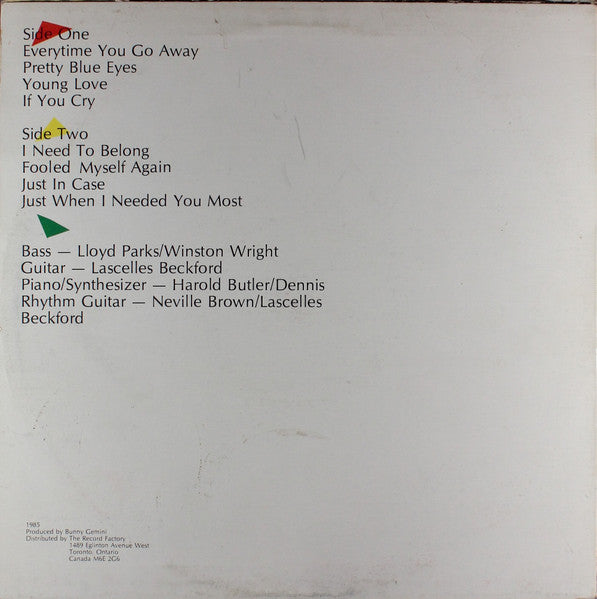 Side One
Everytime You Go Away
Pretty Blue Eyes
Young Love
If You Cry
Side Two
I Need To Belong
Fooled Myself Again
Just In Case
Just When I Needed You Most
Bass — Lloyd Parks/Winston Wright
Guitar — Lascelles Beckford
Piano/Synthesizer — Harold Butler/Dennis
Rhythm Guitar — Neville Brown/Lascelles
Beckford
1985
Produced by Bunny Gemini
Distributed by The Record Factory
1489 Eglinton Avenue West
Toronto, Ontario
Canada M6E 2G6